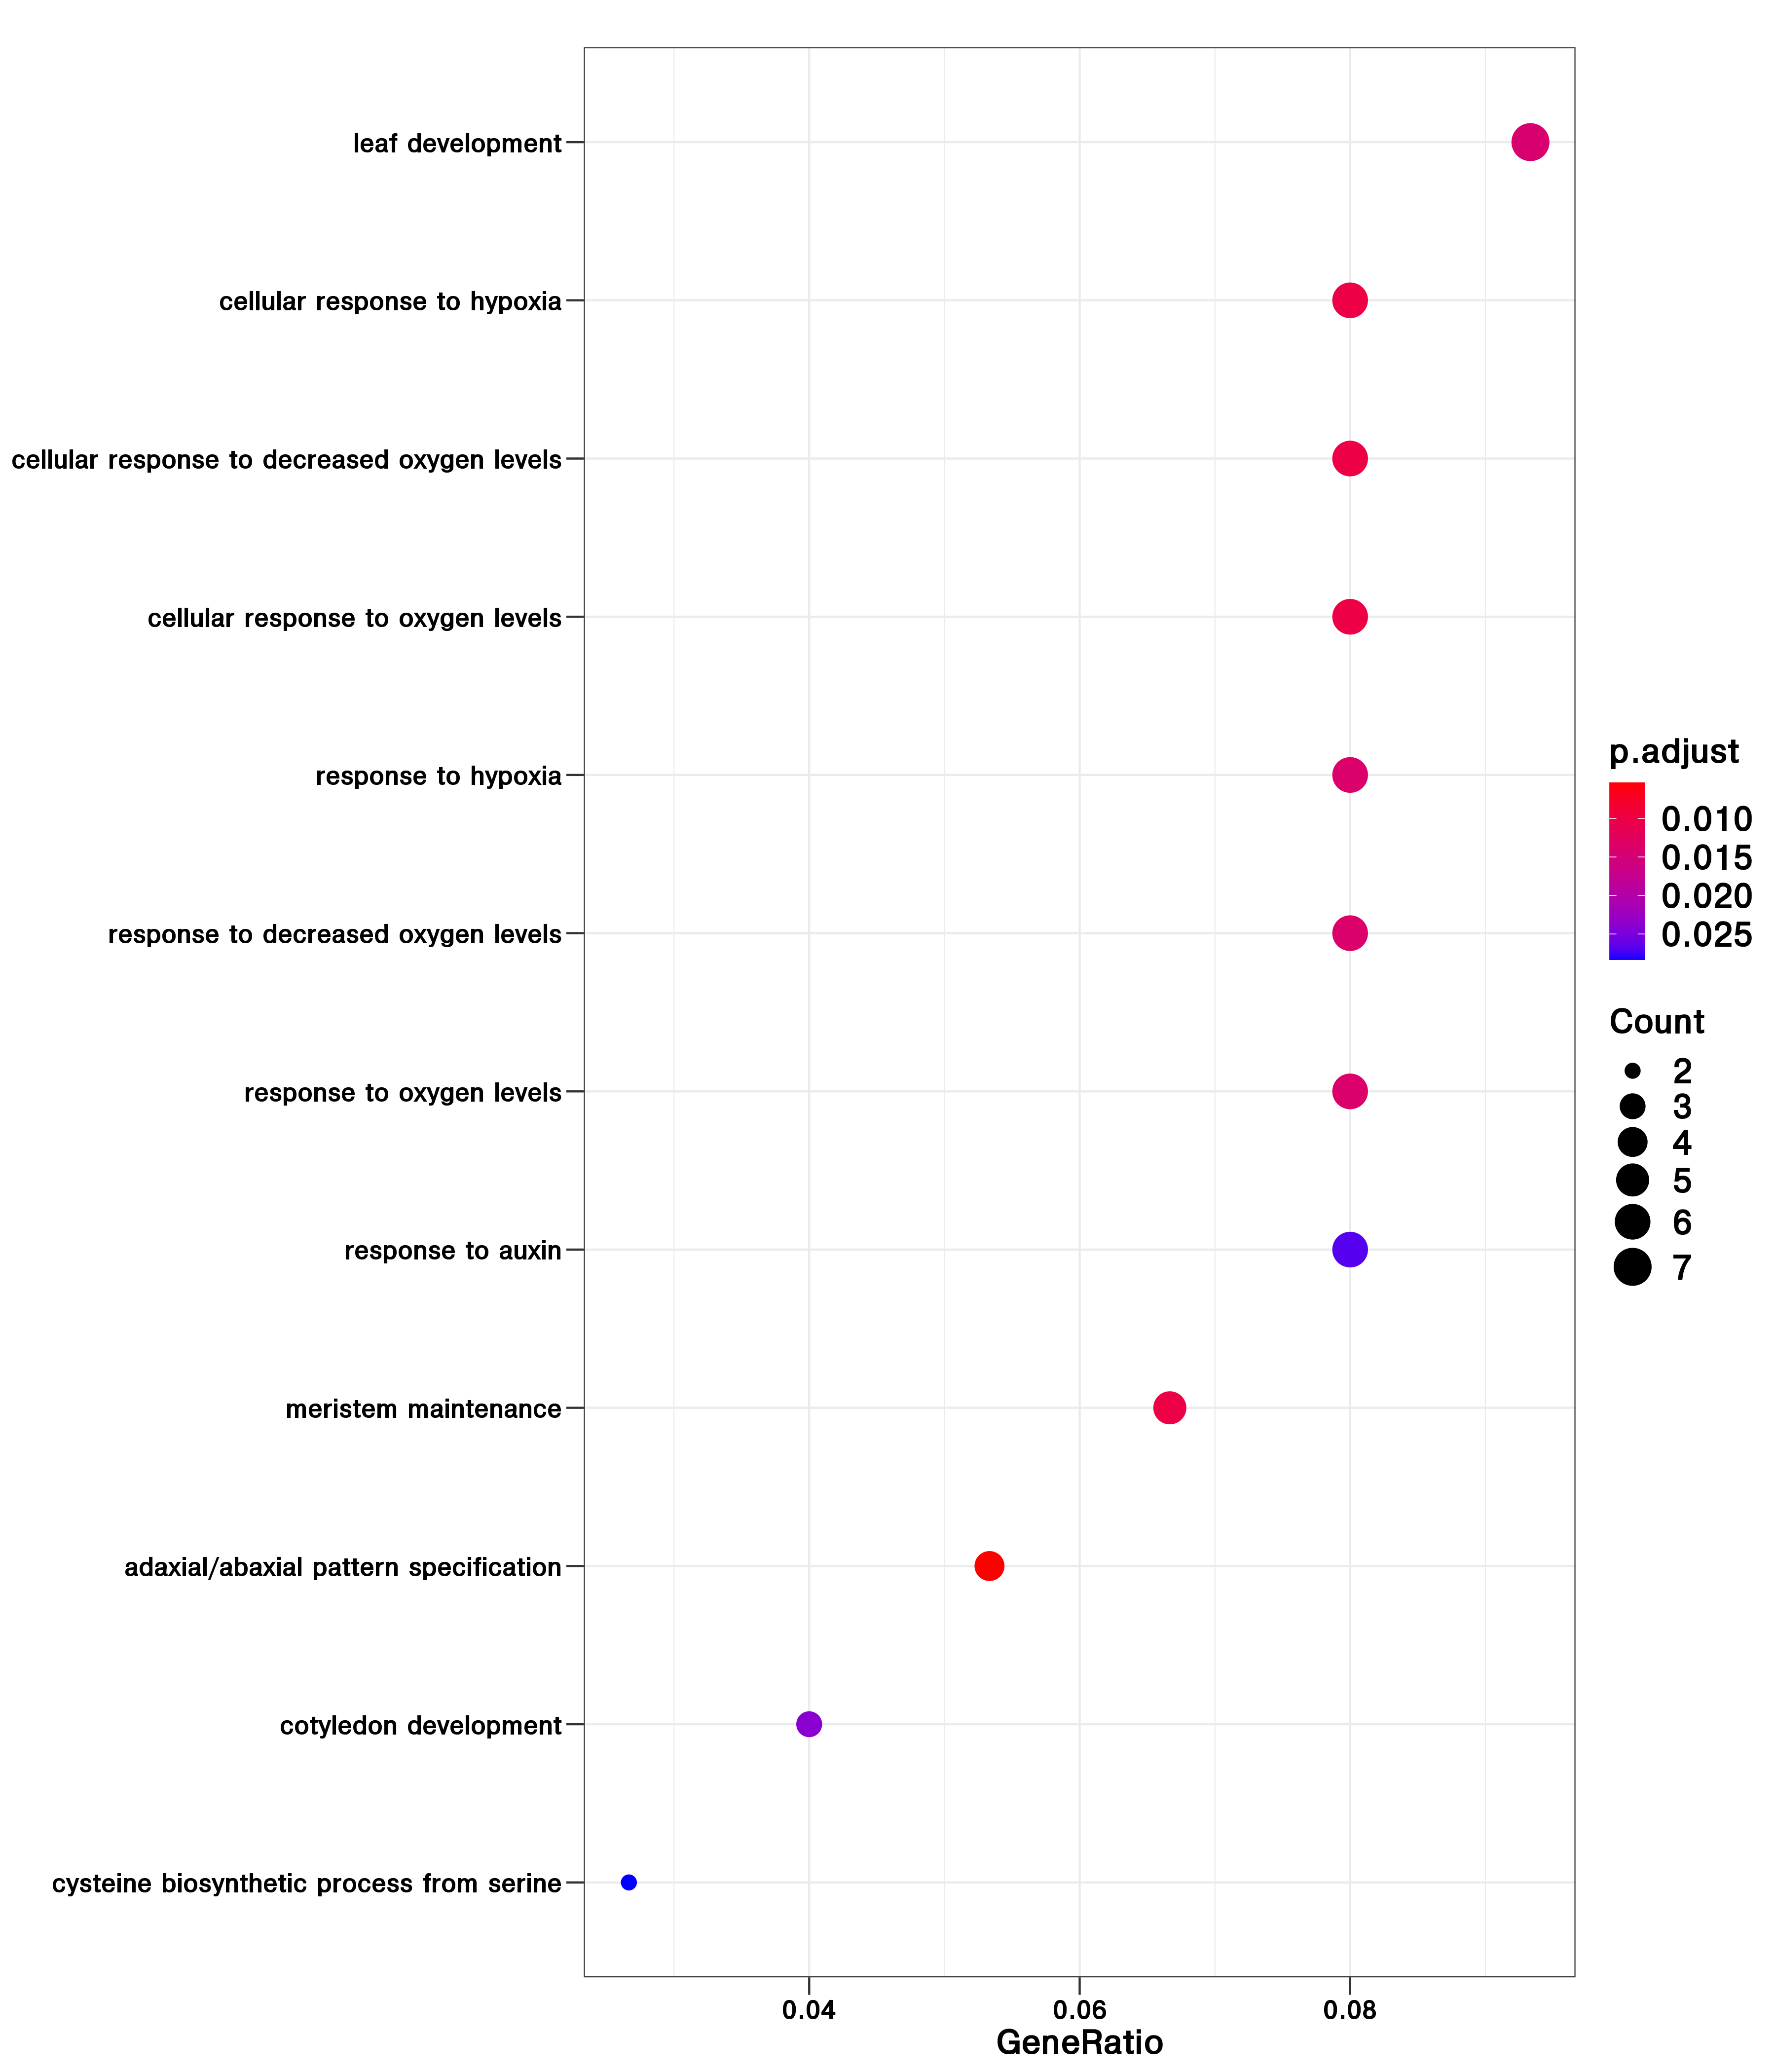 leaf development
cellular response to hypoxia
cellular response to decreased oxygen levels
cellular response to oxygen levels
response to hypoxia
response to decreased oxygen levels
response to oxygen levels
response to auxin
meristem maintenance
adaxial/abaxial pattern specification
cotyledon development
cysteine biosynthetic process from serine
0.04 0.06 0.08
GeneRatio
p.adjust
0.010
0.015
0.020
0.025
Count
2
3
4
5
6
7